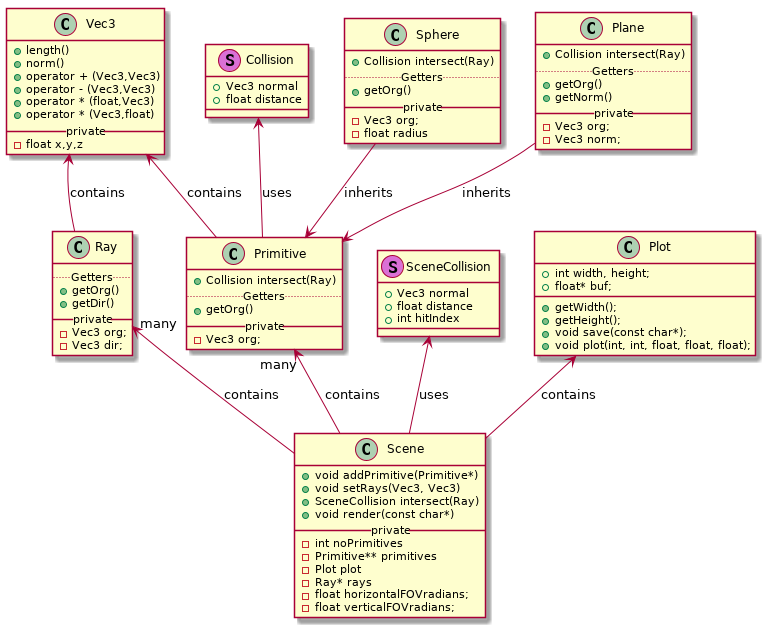 C Vec3
length()
norm()
operator + (Vec3,Vec3)
operator - (Vec3,Vec3)
operator * (float,Vec3)
operator * (Vec3,float)
private
float x,y,z
S Collision
Vec3 normal
float distance
C Sphere
Collision intersect(Ray)
Getters
getOrg()
private
Vec3 org;
float radius
C Plane
Collision intersect(Ray)
Getters
getOrg()
getNorm()
private
Vec3 org;
Vec3 norm;
contains
contains
uses
inherits
inherits
C Ray
Getters
getOrg()
getDir()
private
Vec3 org;
Vec3 dir;
C Primitive
Collision intersect(Ray)
Getters
getOrg()
private
Vec3 org;
S SceneCollision
Vec3 normal
float distance
int hitIndex
C Plot
int width, height;
float* buf;
getWidth();
getHeight();
void save(const char*);
void plot(int, int, float, float, float);
many
many
contains
contains
uses
contains
C Scene
void addPrimitive(Primitive*)
void setRays(Vec3, Vec3)
SceneCollision intersect(Ray)
void render(const char*)
private
int noPrimitives
Primitive** primitives
Plot plot
Ray* rays
float horizontalFOVradians;
float verticalFOVradians;